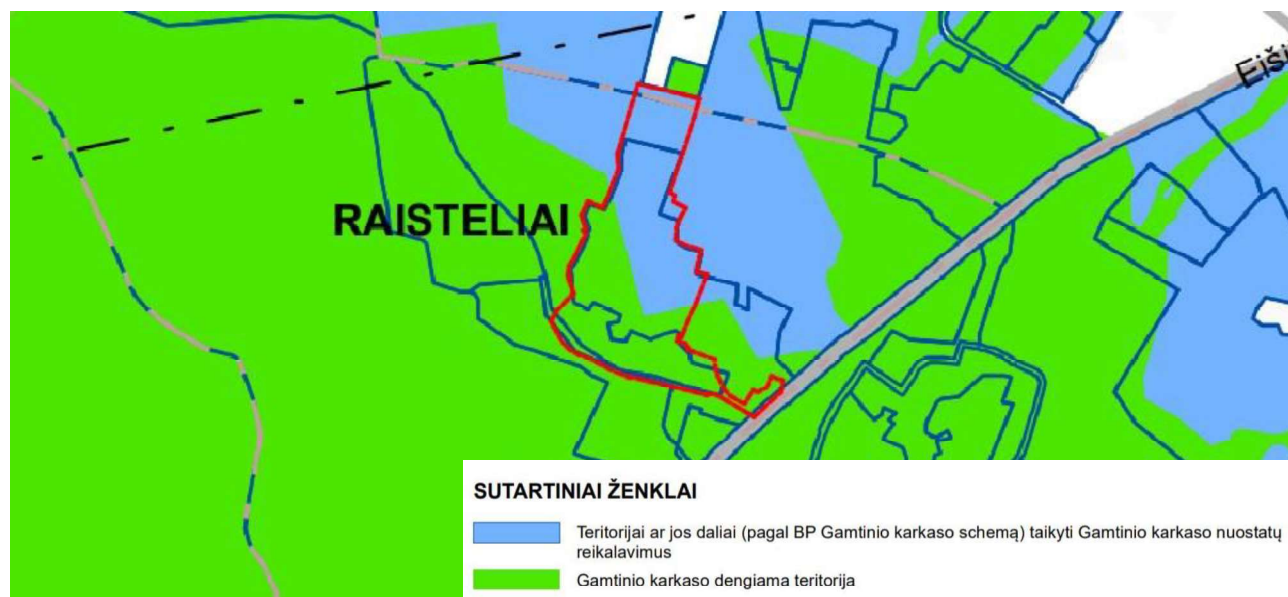 Eiši
RAISTELIAI
SUTARTINIAI ŽENKLAI
Teritorijai ar jos daliai (pagal BP Gamtinio karkaso schemą) taikyti Gamtinio karkaso nuostatų
reikalavimus
Gamtinio karkaso dengiama teritorija